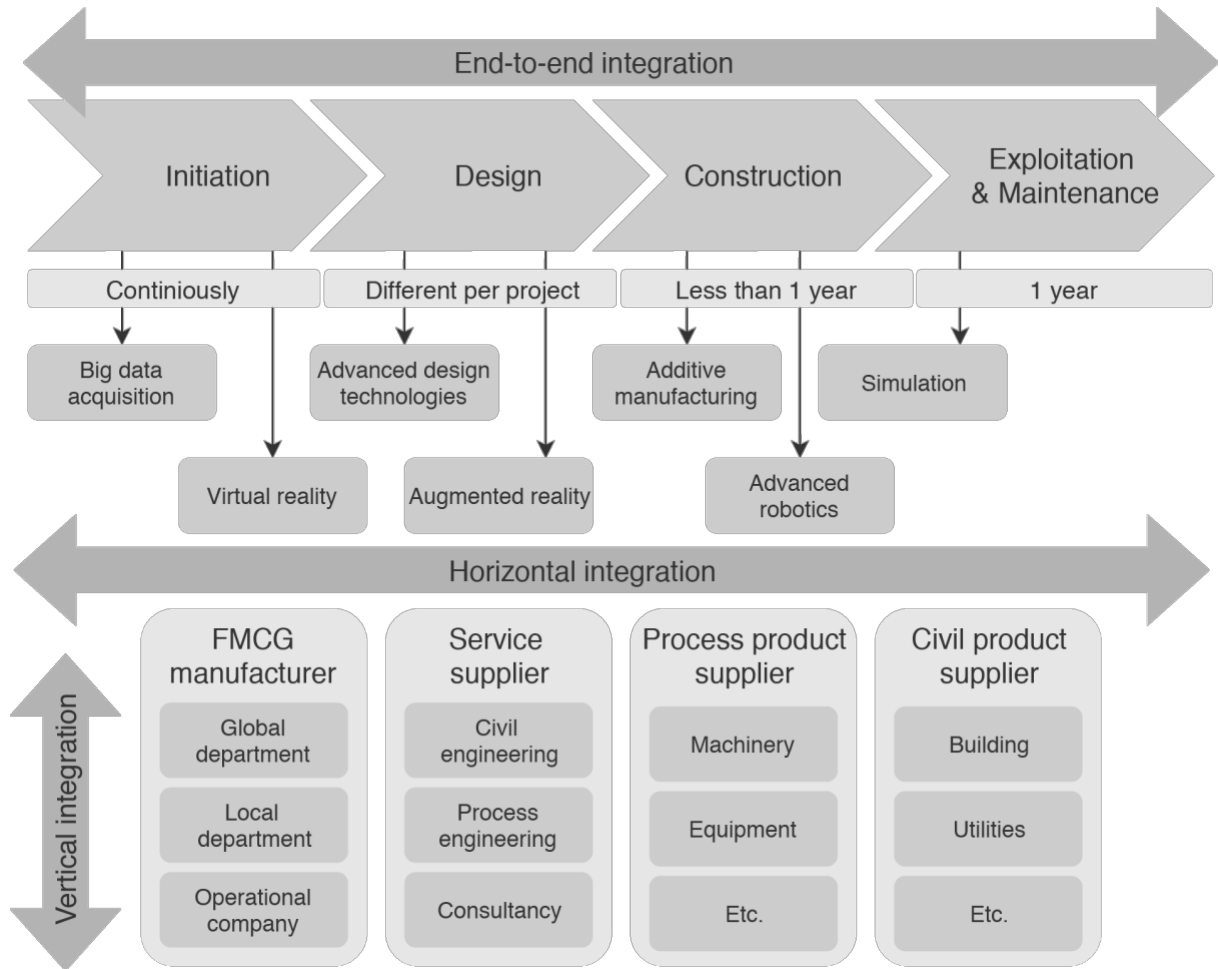 End-to-end integration
Initiation
Design
Construction
Exploitation
& Maintenance
Continiously
Different per project
Less than 1 year
1 year
Big data
acquisition
Advanced design
technologies
Additive
manufacturing
Simulation
Virtual reality
Augmented reality
Advanced
robotics
Horizontal integration
Vertical integration
FMCG
manufacturer
Global
department
Local
department
Operational
company
Service
supplier
Civil
engineering
Process
engineering
Consultancy
Process product
supplier
Machinery
Equipment
Etc.
Civil product
supplier
Building
Utilities
Etc.